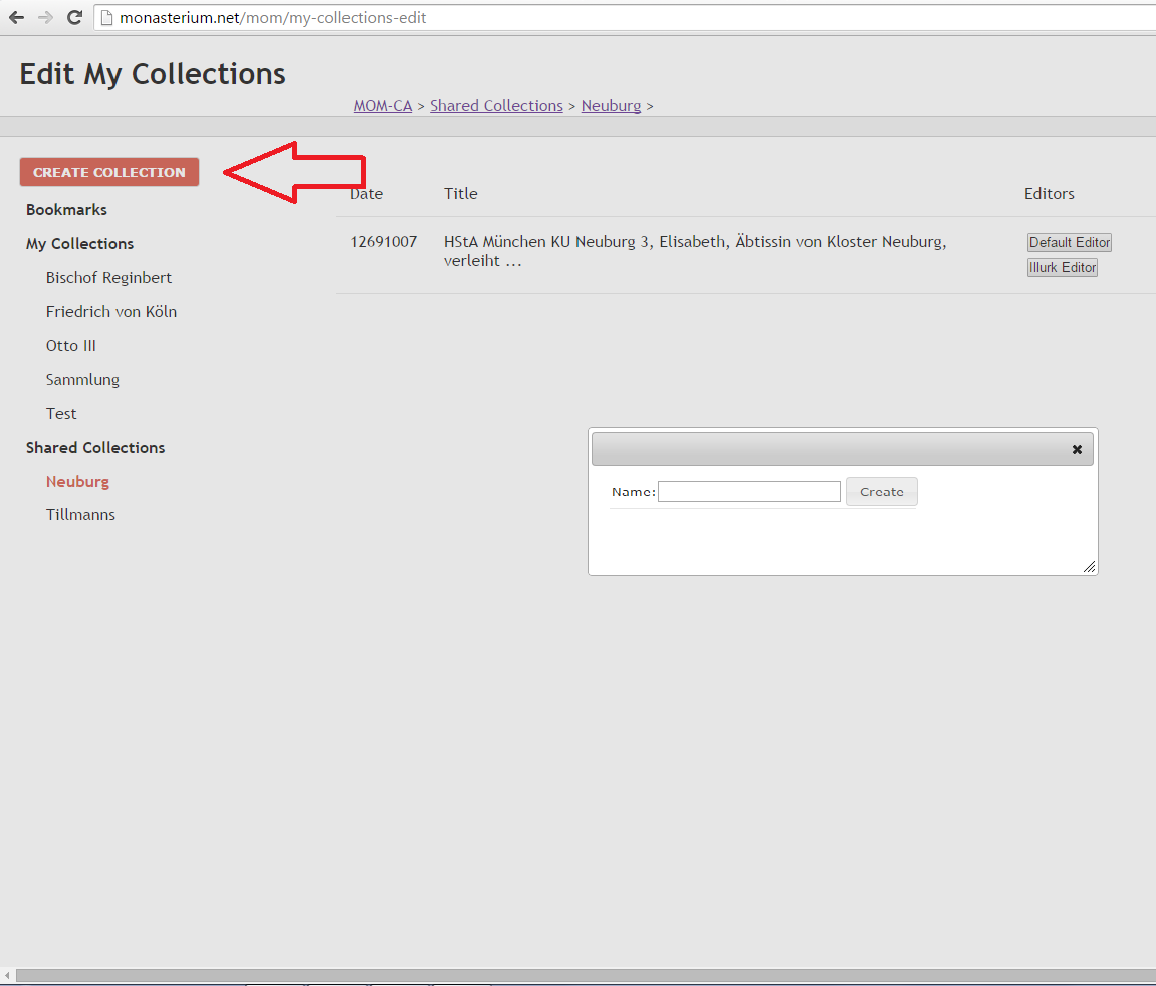 monasterium.net/mom/my-collections-edit
Edit My Collections
MOM-CA > Shared Collections > Neuburg >
CREATE COLLECTION
Bookmarks
My Collections
Bischof Reginbert
Friedrich von Köln
Otto III
Sammlung
Test
Shared Collections
Neuburg
Tillmanns
Date Title Editors
12691007 HStA München KU Neuburg 3, Elisabeth, Äbtissin von Kloster Neuburg, Default Editor
verleiht ... Illurk Editor
Name: Create